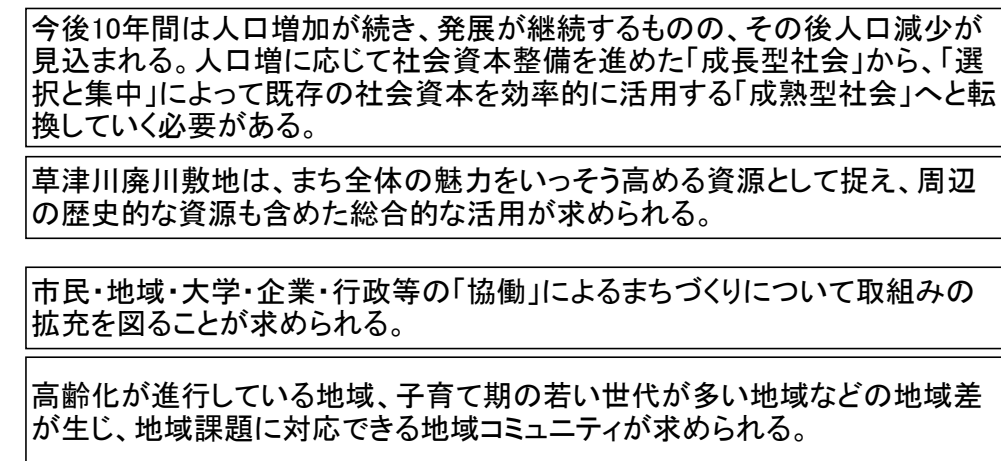 今後10年間は人口増加が続き、発展が継続するものの、その後人口減少が
見込まれる。人口増に応じて社会資本整備を進めた「成長型社会」から、「選
択と集中」によって既存の社会資本を効率的に活用する「成熟型社会」へと転
換していく必要がある。
草津川廃川敷地は、まち全体の魅力をいっそう高める資源として捉え、周辺
の歴史的な資源も含めた総合的な活用が求められる。
市民・地域・大学・企業・行政等の「協働」によるまちづくりについて取組みの
拡充を図ることが求められる。
高齢化が進行している地域、子育て期の若い世代が多い地域などの地域差
が生じ、地域課題に対応できる地域コミュニティが求められる。